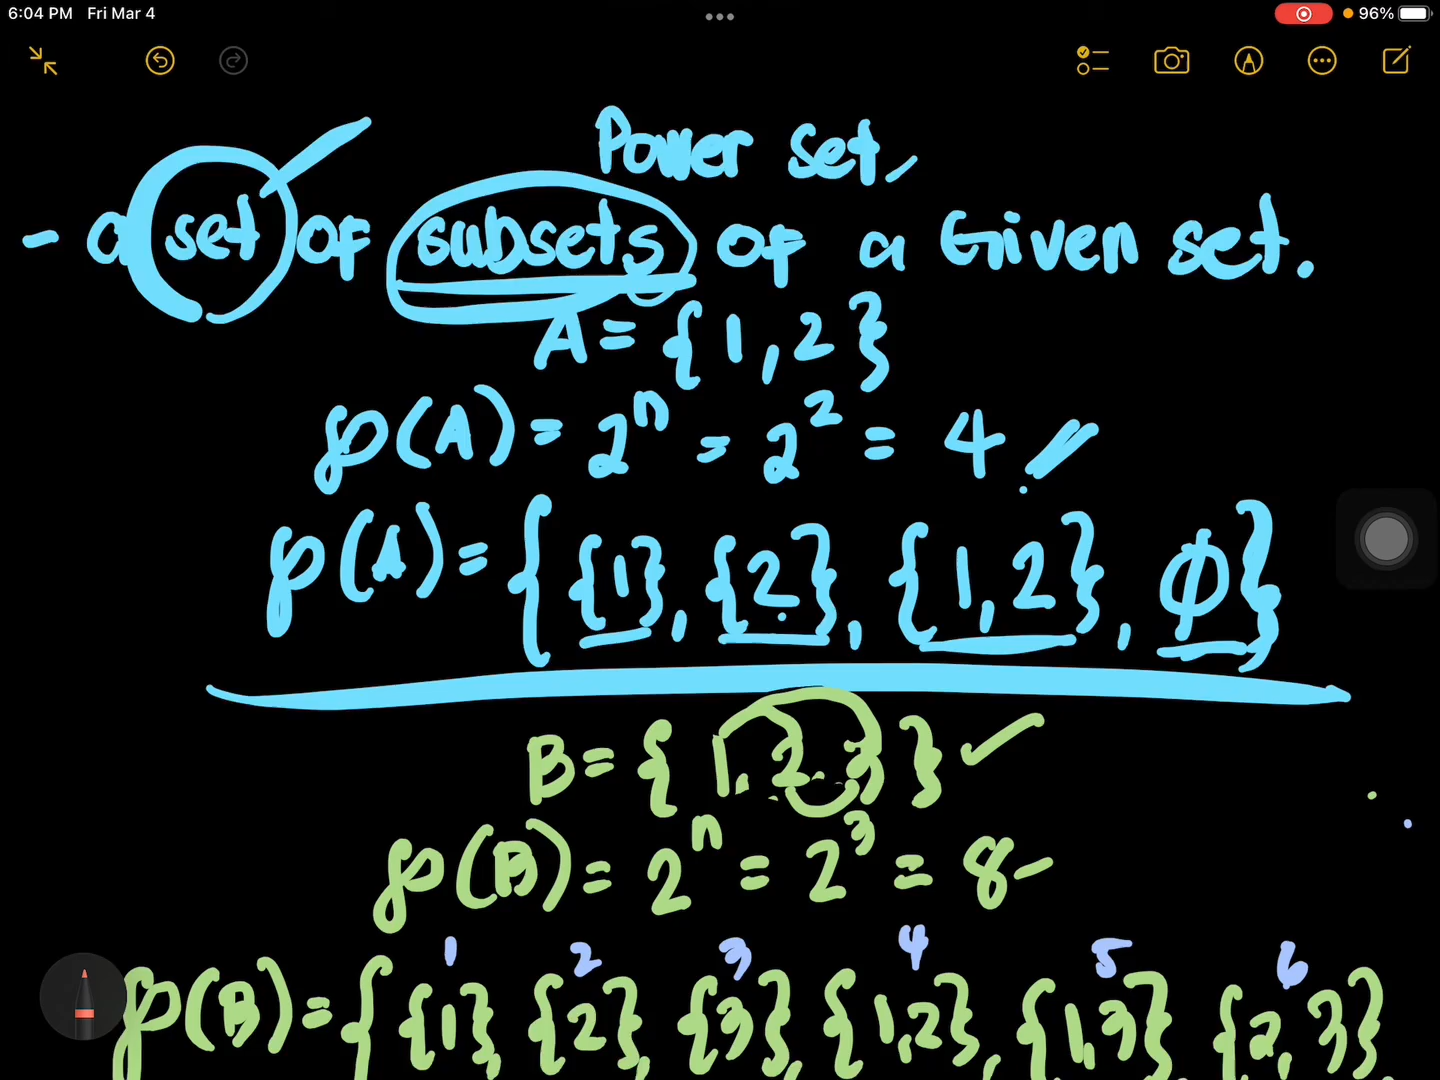 6:04 PM Fri Mar 4
96%
Power set,
- a set of subsets of a Given set.
A = {1,2}
℘(A) = 2ⁿ = 2² = 4
℘(A) = { {1}, {2}, {1,2}, ϕ}
B = { 1,2,3 }
℘(B) = 2ⁿ = 2³ = 8
1 2 3 4 5 6
℘(B) = { {1}, {2}, {3}, {1,2}, {1,3}, {2,3},